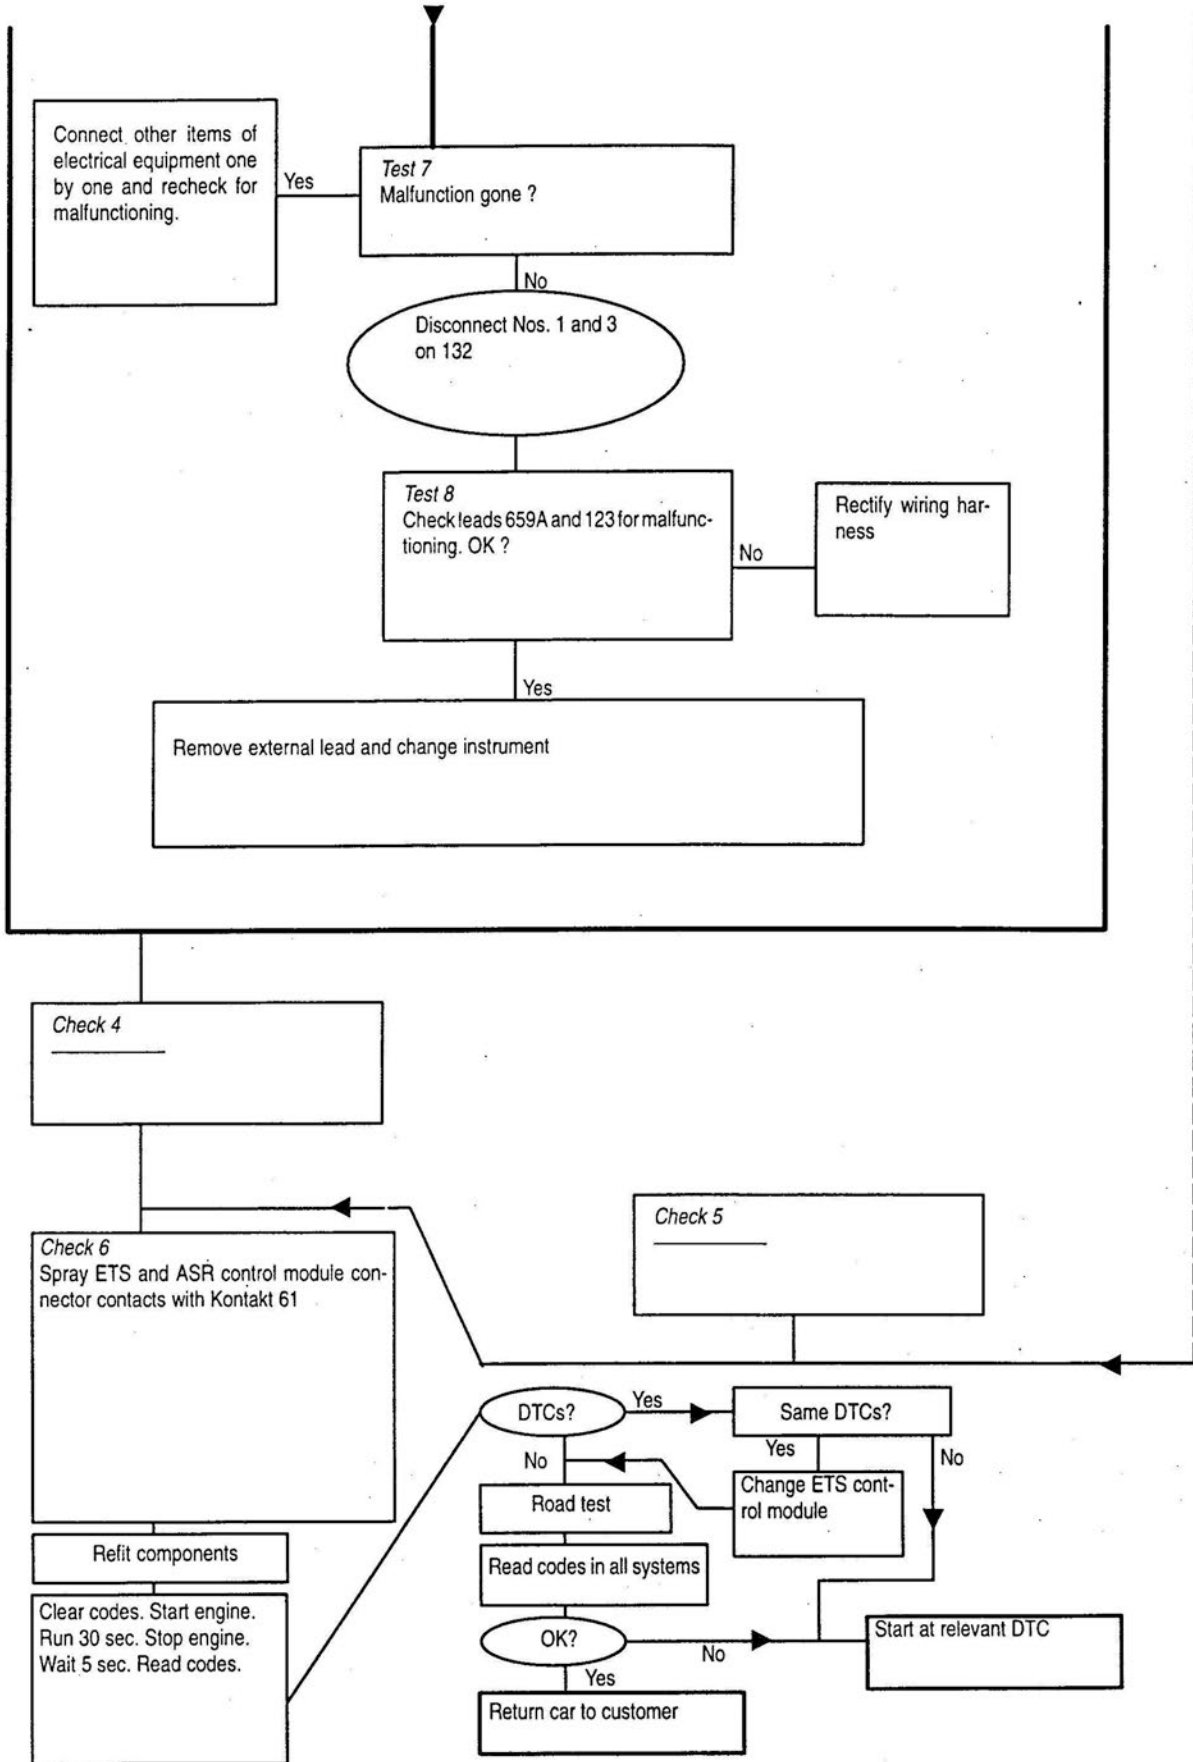 Connect other items of
electrical equipment one
by one and recheck for
malfunctioning.
Yes
Test 7
Malfunction gone ?
No
Disconnect Nos. 1 and 3
on 132
Test 8
Check leads 659A and 123 for malfunc-
tioning. OK ?
No
Rectify wiring har-
ness
Yes
Remove external lead and change instrument
Check 4
Check 5
Check 6
Spray ETS and ASR control module con-
nector contacts with Kontakt 61
Refit components
Clear codes. Start engine.
Run 30 sec. Stop engine.
Wait 5 sec. Read codes.
DTCs?
Yes
Same DTCs?
No
Yes
No
Change ETS cont-
rol module
Road test
Read codes in all systems
OK?
No
Start at relevant DTC
Yes
Return car to customer